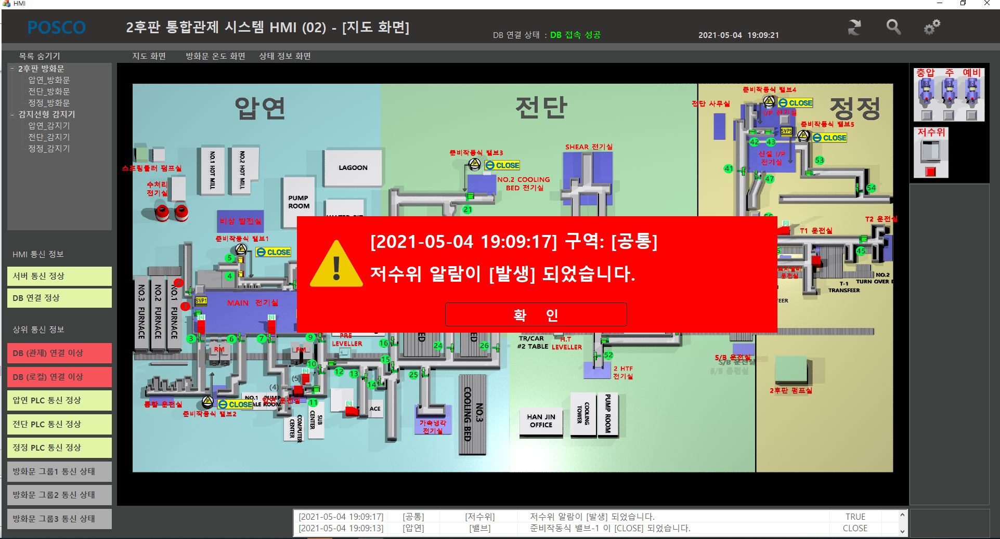 HMI
POSCO
2후판 통합관제 시스템 HMI (02) - [지도 화면]
DB 연결 상태 : DB 접속 성공
2021-05-04 19:09:21
목록 숨기기
지도 화면
방화문 온도 화면
상태 정보 화면
2후판 방화문
압연_방화문
전단_방화문
정정_방화문
감지선형 감지기
압연_감지기
전단_감지기
정정_감지기
HMI 통신 정보
서버 통신 정상
DB 연결 정상
상위 통신 정보
DB (관제) 연결 이상
DB (로컬) 연결 이상
압연 PLC 통신 정상
전단 PLC 통신 정상
정정 PLC 통신 정상
방화문 그룹1 통신 상태
방화문 그룹2 통신 상태
방화문 그룹3 통신 상태
압연
전단
정정
스프링클러 펌프실
수처리
전기실
NO.1 HOT MILL
NO.2 HOT MILL
LAGOON
PUMP
ROOM
비상 발전실
준비작동식 밸브1
CLOSE
5
4
2
1
NO.3 FURNACE
NO.2 FURNACE
NO.1 FURNACE
SVP1
MAIN 전기실
3
6
7
9
RM
FM
10
(5)
(4)
11
12
13
14
15
16
PRE
LEVELLER
통합 운전실
준비작동식 밸브2
CLOSE
NO.1 PUMP
압연 운전실
COMPUTER
CENTER
SUB
CENTER
ACE
준비작동식 밸브3
CLOSE
NO.2 COOLING
BED 전기실
21
SHEAR 전기실
24
26
25
가속냉각
전기실
NO.3
COOLING BED
TR/CAR
#2 TABLE
H.T
LEVELLER
52
2 HTF
전기실
HAN JIN
OFFICE
COOLING
TOWER
PUMP ROOM
준비작동식 밸브4
CLOSE
전단 사무실
I/P 전기실
SVP5
준비작동식 밸브5
CLOSE
42
43
신설 I/P
전기실
41
47
53
54
T1 운전실
T2 운전실
45
운전실
T-1
TRANSFER
NO.2
TURN OVER
S/B 운전실
2후판 펌프실
[2021-05-04 19:09:17] 구역: [공통]
저수위 알람이 [발생] 되었습니다.
확 인
충압 주 예비
저수위
[2021-05-04 19:09:17] [공통] [저수위] 저수위 알람이 [발생] 되었습니다. TRUE
[2021-05-04 19:09:13] [압연] [밸브] 준비작동식 밸브-1 이 [CLOSE] 되었습니다. CLOSE